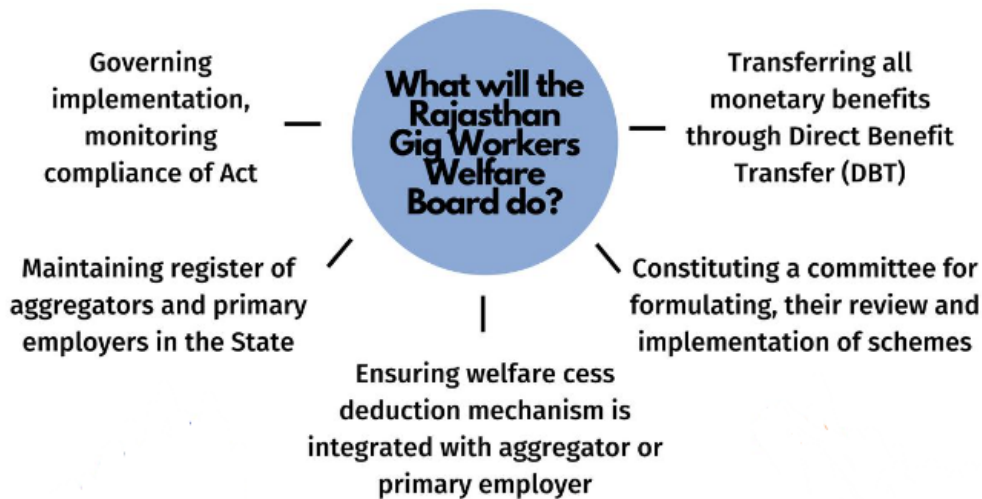 What will the
Rajasthan
Gig Workers
Welfare
Board do?
Governing
implementation,
monitoring
compliance of Act
Transferring all
monetary benefits
through Direct Benefit
Transfer (DBT)
Maintaining register of
aggregators and primary
employers in the State
Constituting a committee for
formulating, their review and
implementation of schemes
Ensuring welfare cess
deduction mechanism is
integrated with aggregator or
primary employer